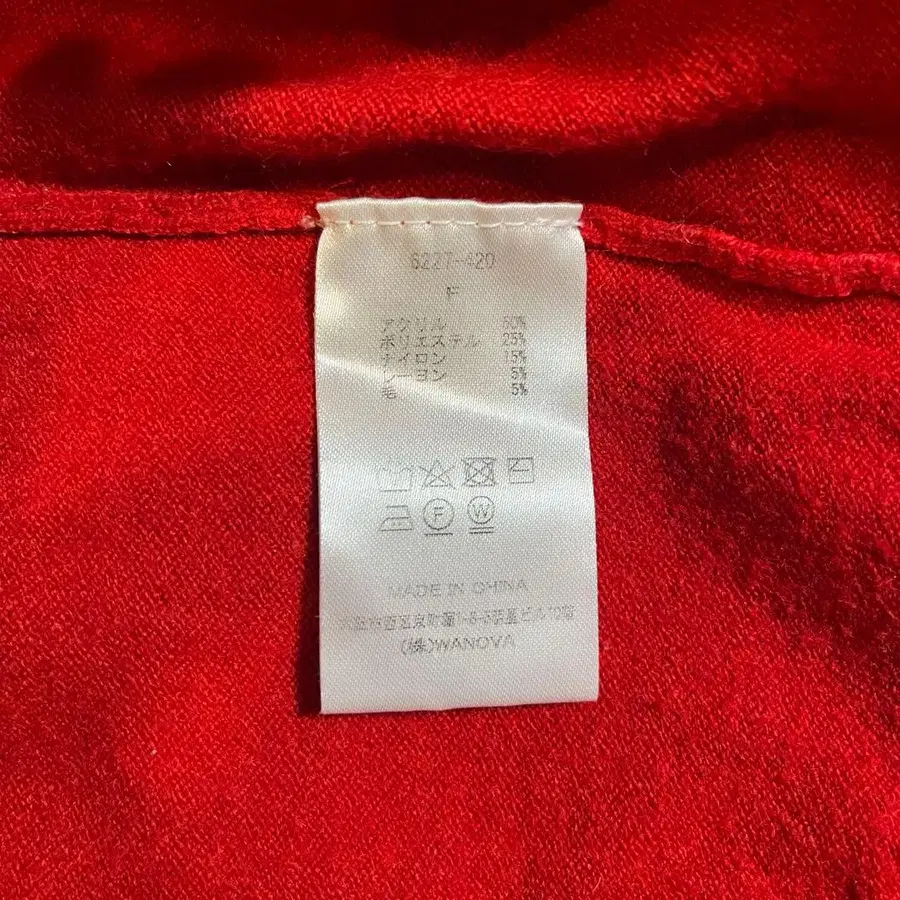 6227-420
F
アクリル 50%
ポリエステル 25%
ナイロン 15%
レーヨン 5%
毛 5%
F W
MADE IN CHINA
(株)WANOVA